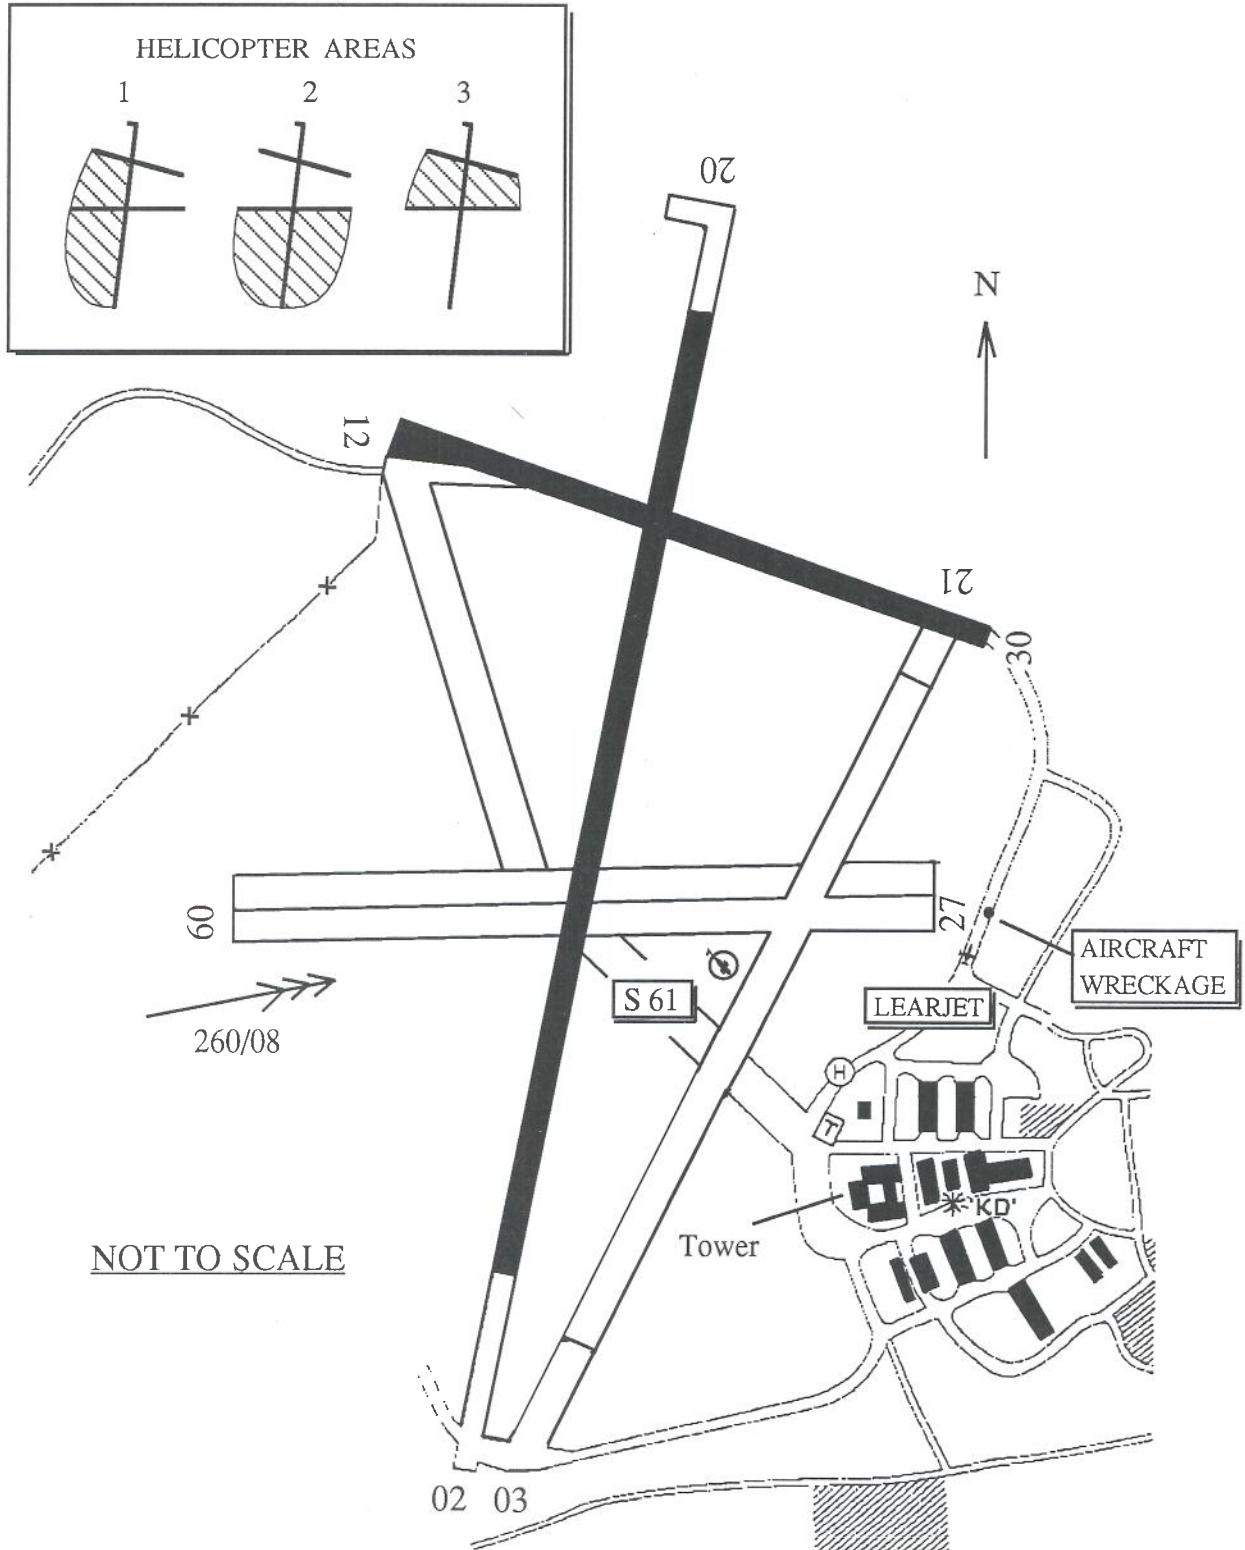 HELICOPTER AREAS
1 2 3
20
N
12
21
30
09
27
AIRCRAFT
WRECKAGE
S 61
LEARJET
260/08
H
T
'KD'
Tower
NOT TO SCALE
02 03